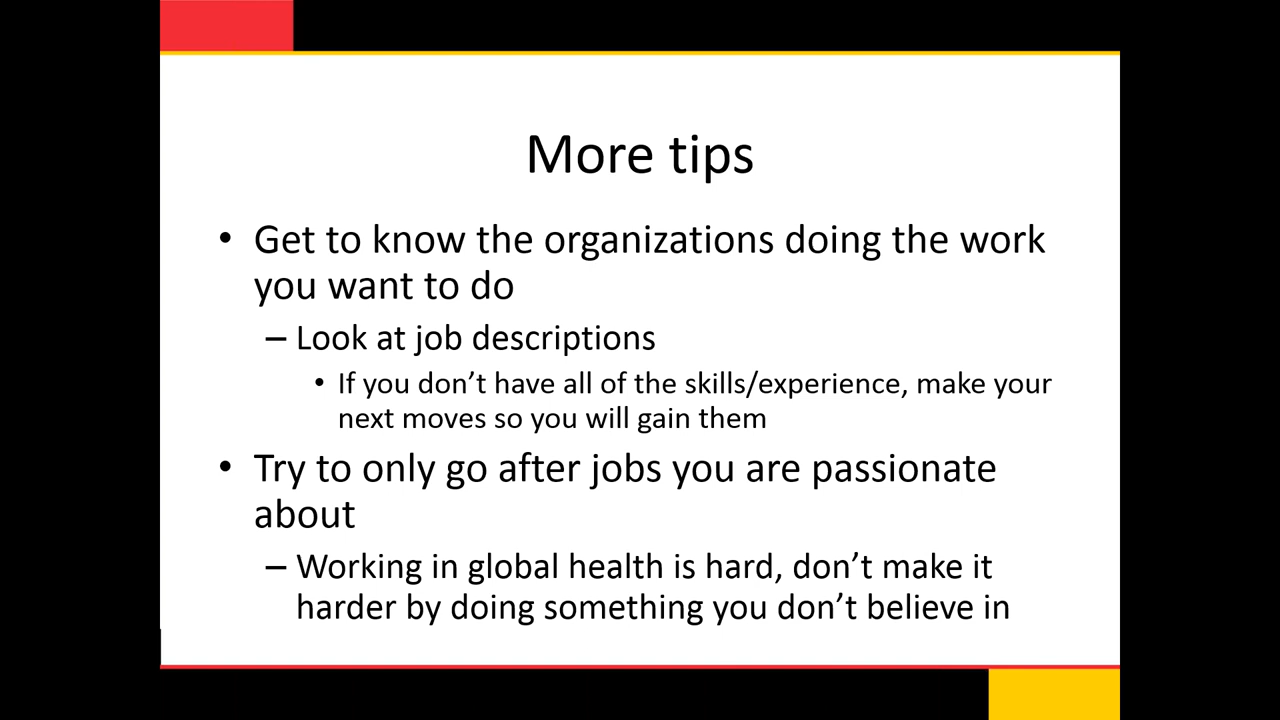 More tips
• Get to know the organizations doing the work
you want to do
– Look at job descriptions
• If you don’t have all of the skills/experience, make your
next moves so you will gain them
• Try to only go after jobs you are passionate
about
– Working in global health is hard, don’t make it
harder by doing something you don’t believe in